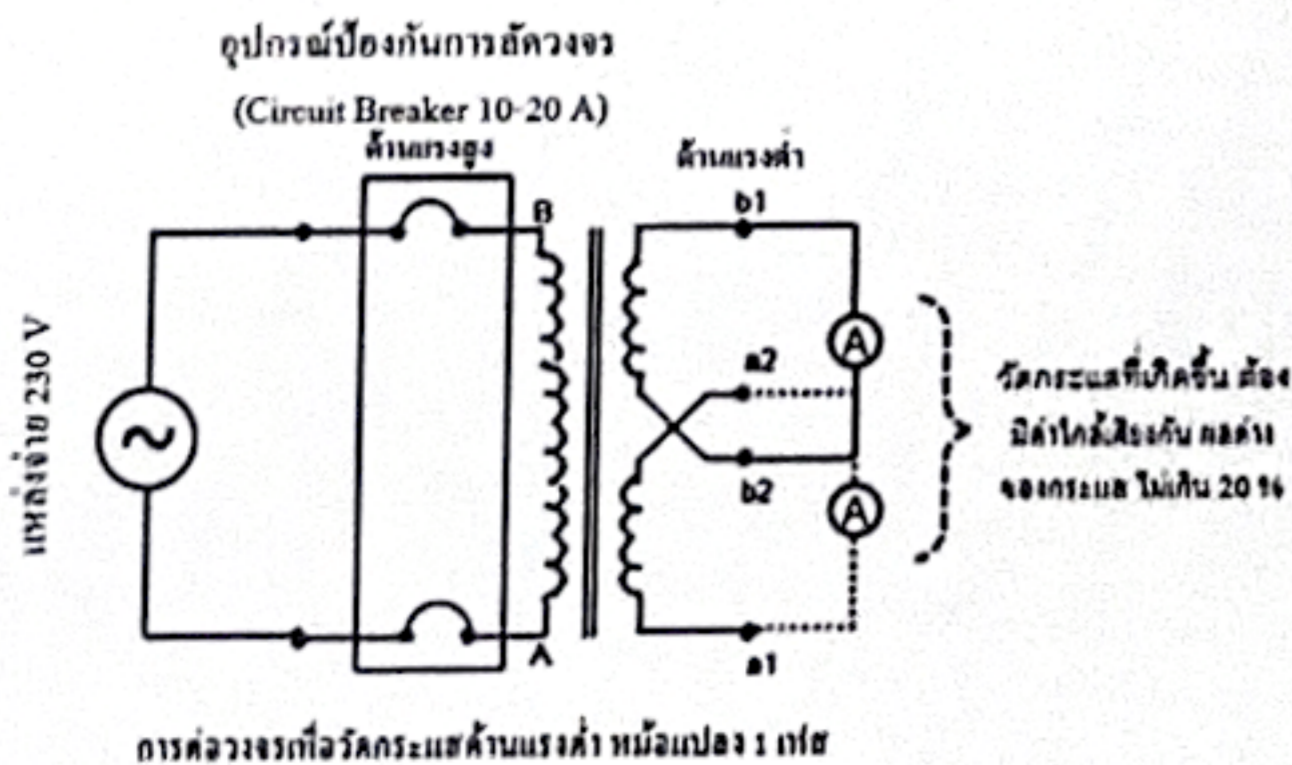 อุปกรณ์ป้องกันการลัดวงจร
(Circuit Breaker 10-20 A)
ด้านแรงสูง
ด้านแรงต่ำ
B
b1
A
a2
b2
A
A
a1
แหล่งจ่าย 230 V
วัดกระแสที่เกิดขึ้น ต้อง
มีค่าใกล้เคียงกัน ผลต่าง
ของกระแส ไม่เกิน 20 %
การต่อวงจรเพื่อวัดกระแสด้านแรงต่ำ หม้อแปลง 1 เฟส